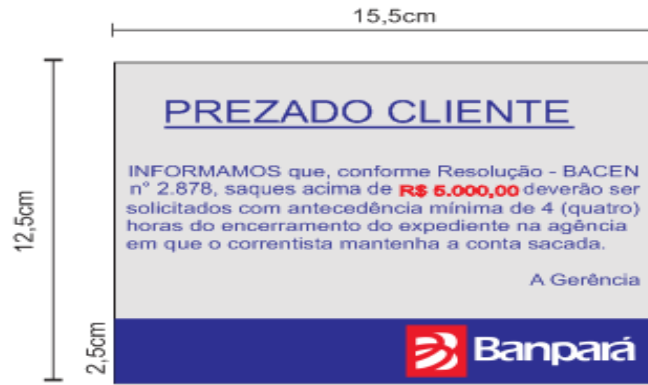 15,5cm
12,5cm
PREZADO CLIENTE
INFORMAMOS que, conforme Resolução - BACEN
n° 2.878, saques acima de R$ 5.000,00 deverão ser
solicitados com antecedência mínima de 4 (quatro)
horas do encerramento do expediente na agência
em que o correntista mantenha a conta sacada.
A Gerência
2,5cm
Banpará